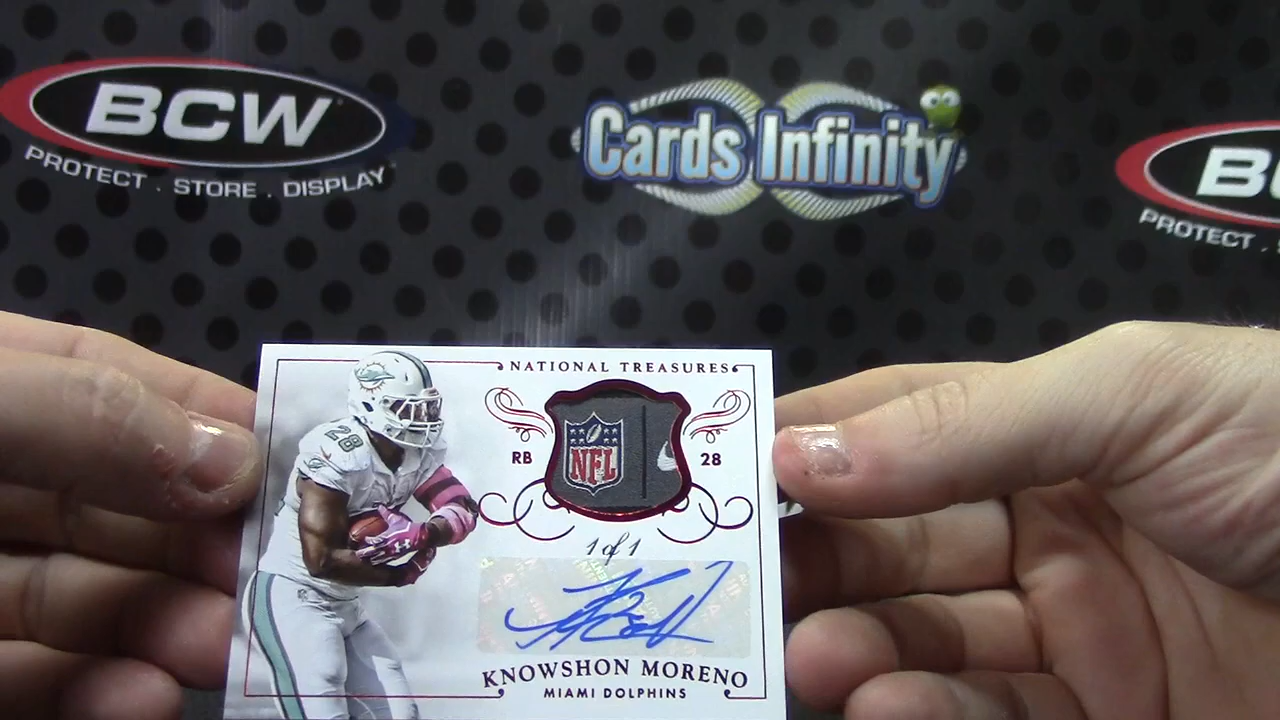 BCW
PROTECT . STORE . DISPLAY
Cards Infinity
PROTECT .
NATIONAL TREASURES
28
RB
NFL
28
1 of 1
KNOWSHON MORENO
MIAMI DOLPHINS